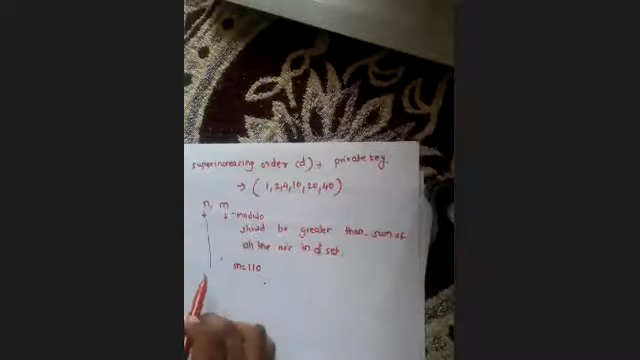 superincreasing order (d) → private key.
→ (1, 2, 4, 10, 20, 40)
n, m
↓ ↓ modulo
should be greater than sum of
all the no's in d set.
m=110